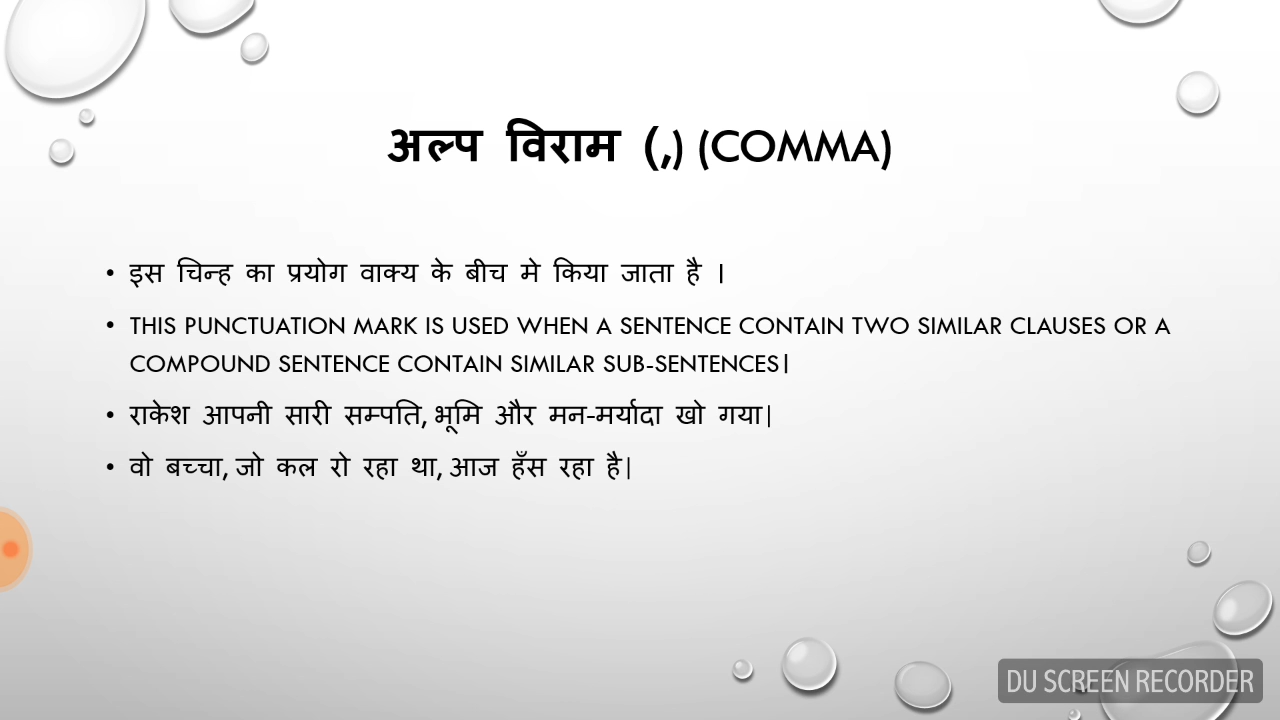 अल्प विराम (,) (COMMA)
• इस चिन्ह का प्रयोग वाक्य के बीच मे किया जाता है ।
• THIS PUNCTUATION MARK IS USED WHEN A SENTENCE CONTAIN TWO SIMILAR CLAUSES OR A
COMPOUND SENTENCE CONTAIN SIMILAR SUB-SENTENCES|
• राकेश आपनी सारी सम्पति, भूमि और मन-मर्यादा खो गया|
• वो बच्चा, जो कल रो रहा था, आज हँस रहा है|
DU SCREEN RECORDER